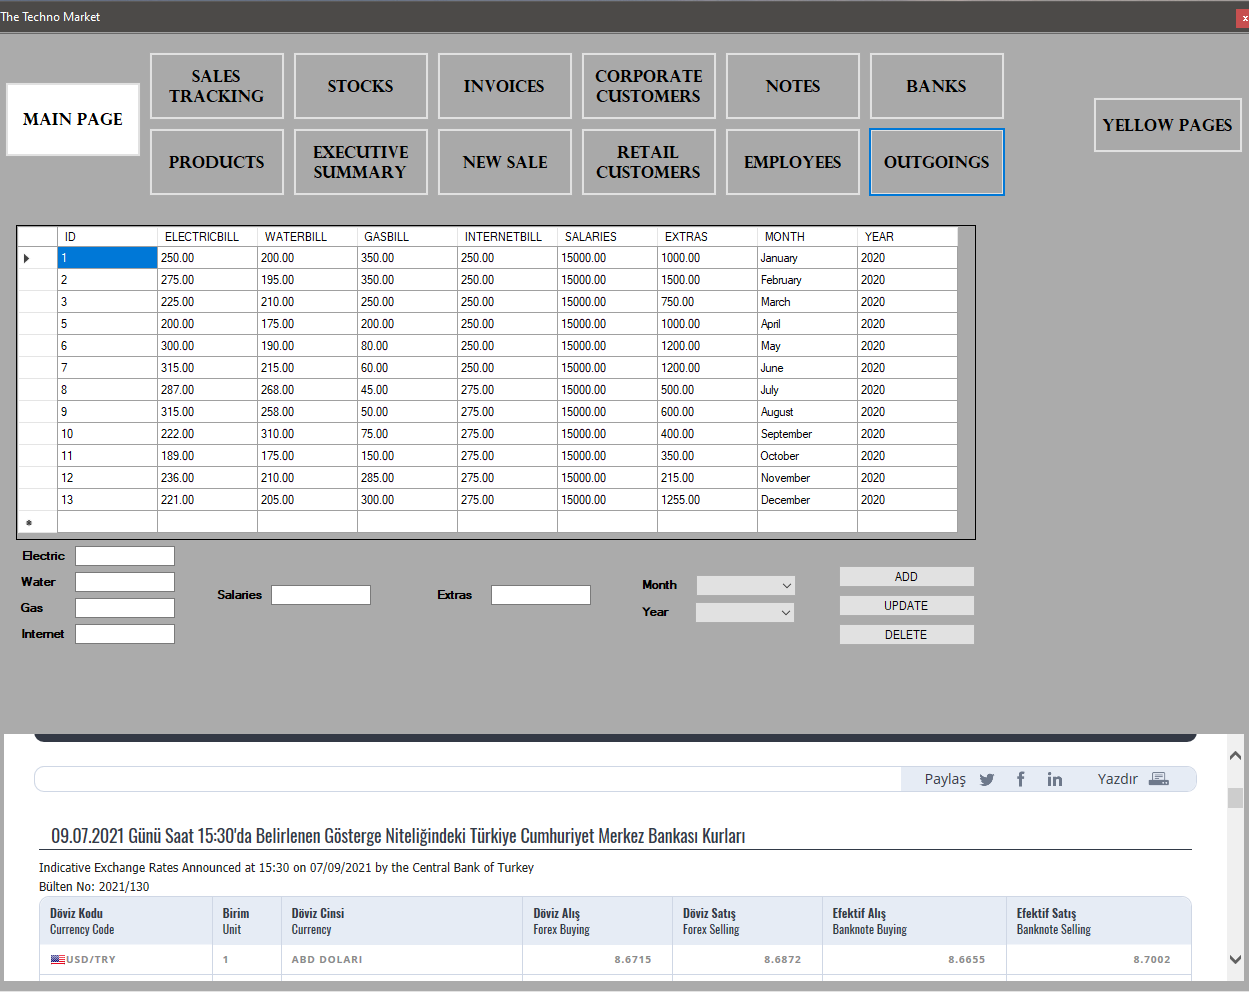 The Techno Market
x
MAIN PAGE
SALES TRACKING
STOCKS
INVOICES
CORPORATE CUSTOMERS
NOTES
BANKS
YELLOW PAGES
PRODUCTS
EXECUTIVE SUMMARY
NEW SALE
RETAIL CUSTOMERS
EMPLOYEES
OUTGOINGS
ID ELECTRICBILL WATERBILL GASBILL INTERNETBILL SALARIES EXTRAS MONTH YEAR
1 250.00 200.00 350.00 250.00 15000.00 1000.00 January 2020
2 275.00 195.00 350.00 250.00 15000.00 1500.00 February 2020
3 225.00 210.00 250.00 250.00 15000.00 750.00 March 2020
5 200.00 175.00 200.00 250.00 15000.00 1000.00 April 2020
6 300.00 190.00 80.00 250.00 15000.00 1200.00 May 2020
7 315.00 215.00 60.00 250.00 15000.00 1200.00 June 2020
8 287.00 268.00 45.00 275.00 15000.00 500.00 July 2020
9 315.00 258.00 50.00 275.00 15000.00 600.00 August 2020
10 222.00 310.00 75.00 275.00 15000.00 400.00 September 2020
11 189.00 175.00 150.00 275.00 15000.00 350.00 October 2020
12 236.00 210.00 285.00 275.00 15000.00 215.00 November 2020
13 221.00 205.00 300.00 275.00 15000.00 1255.00 December 2020
*
Electric
Water
Gas
Internet
Salaries
Extras
Month
Year
ADD
UPDATE
DELETE
Paylaş Yazdır
09.07.2021 Günü Saat 15:30'da Belirlenen Gösterge Niteliğindeki Türkiye Cumhuriyet Merkez Bankası Kurları
Indicative Exchange Rates Announced at 15:30 on 07/09/2021 by the Central Bank of Turkey
Bülten No: 2021/130
Döviz Kodu Birim Döviz Cinsi Döviz Alış Döviz Satış Efektif Alış Efektif Satış
Currency Code Unit Currency Forex Buying Forex Selling Banknote Buying Banknote Selling
USD/TRY 1 ABD DOLARI 8.6715 8.6872 8.6655 8.7002